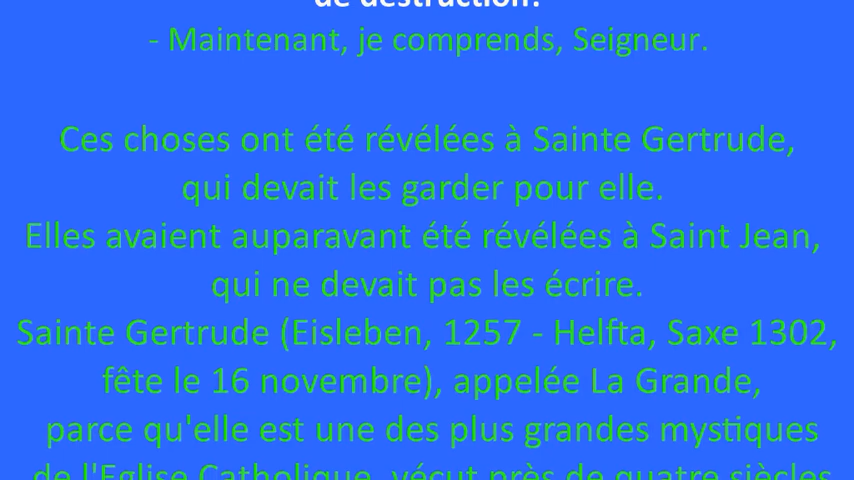 de destruction.
- Maintenant, je comprends, Seigneur.
Ces choses ont été révélées à Sainte Gertrude,
qui devait les garder pour elle.
Elles avaient auparavant été révélées à Saint Jean,
qui ne devait pas les écrire.
Sainte Gertrude (Eisleben, 1257 - Helfta, Saxe 1302,
fête le 16 novembre), appelée La Grande,
parce qu'elle est une des plus grandes mystiques
de l'Eglise Catholique, vécut près de quatre siècles